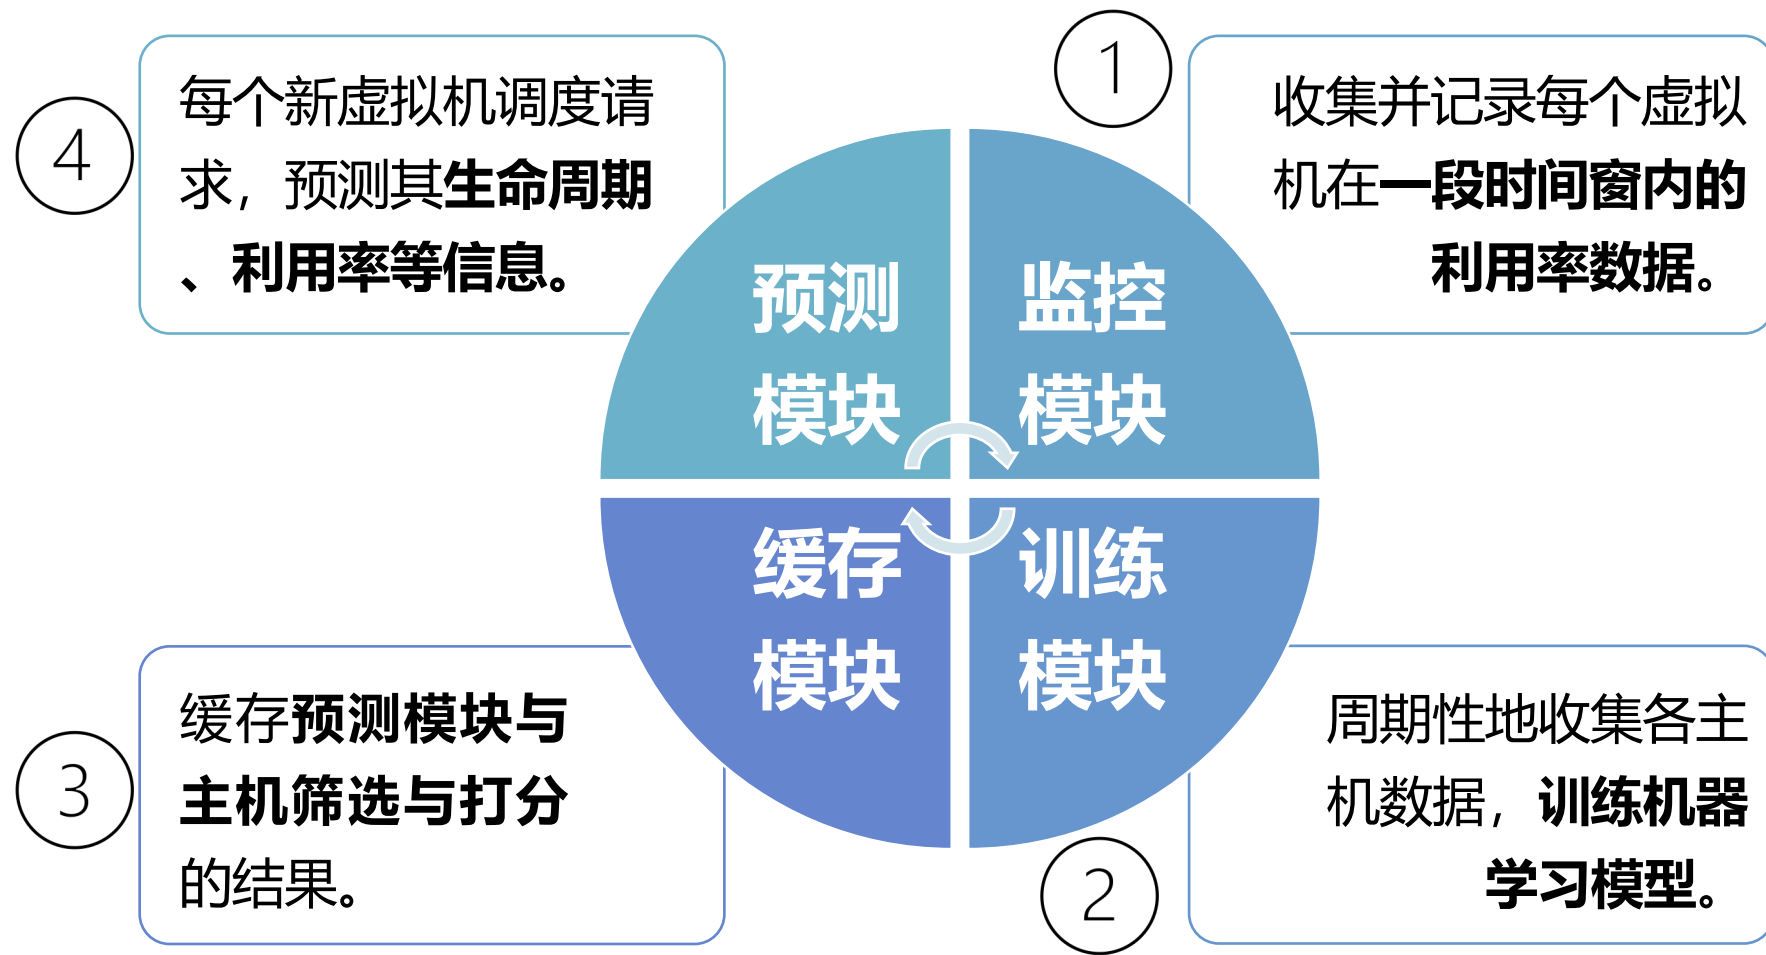 1
收集并记录每个虚拟
机在一段时间窗内的
利用率数据。
监控
模块
2
周期性地收集各主
机数据，训练机器
学习模型。
训练
模块
3
缓存预测模块与
主机筛选与打分
的结果。
缓存
模块
4
每个新虚拟机调度请
求，预测其生命周期
、利用率等信息。
预测
模块